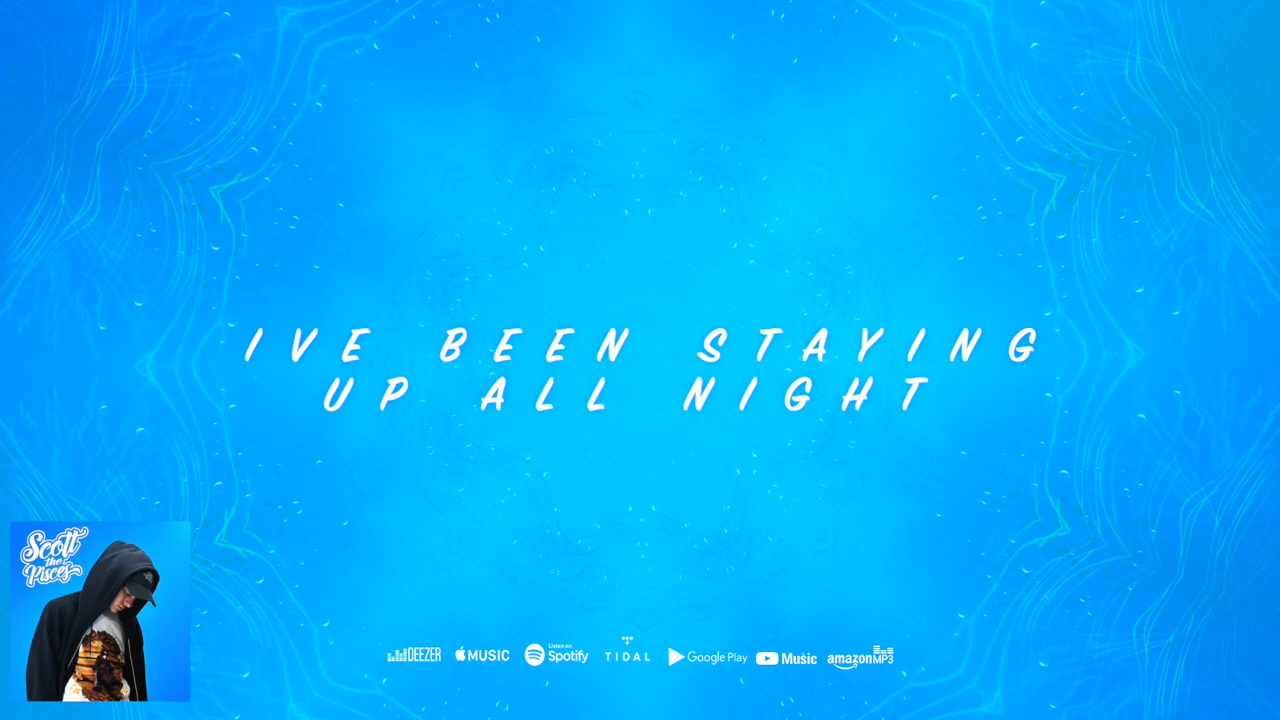 IVE BEEN STAYING
UP ALL NIGHT
Scott
the
Pisces
DEEZER
MUSIC
Listen on
Spotify
TIDAL
Google Play
Music
amazonMP3